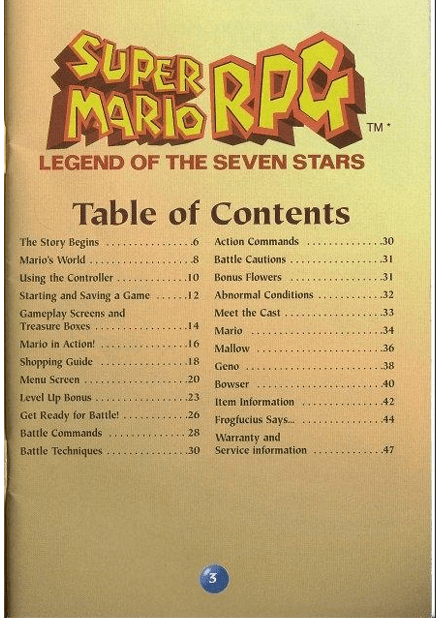 SUPER
MARIO RPG
TM *
LEGEND OF THE SEVEN STARS
Table of Contents
The Story Begins . . . . . . . . . . . . . .6
Mario's World . . . . . . . . . . . . . . . .8
Using the Controller . . . . . . . . . . .10
Starting and Saving a Game . . . . . .12
Gameplay Screens and
Treasure Boxes . . . . . . . . . . . . . . .14
Mario in Action! . . . . . . . . . . . . . .16
Shopping Guide . . . . . . . . . . . . . .18
Menu Screen . . . . . . . . . . . . . . . .20
Level Up Bonus . . . . . . . . . . . . . .23
Get Ready for Battle! . . . . . . . . . . .26
Battle Commands . . . . . . . . . . . . .28
Battle Techniques . . . . . . . . . . . . .30
Action Commands . . . . . . . . . . . .30
Battle Cautions . . . . . . . . . . . . . . .31
Bonus Flowers . . . . . . . . . . . . . . .31
Abnormal Conditions . . . . . . . . . .32
Meet the Cast . . . . . . . . . . . . . . .33
Mario . . . . . . . . . . . . . . . . . . . . .34
Mallow . . . . . . . . . . . . . . . . . . . .36
Geno . . . . . . . . . . . . . . . . . . . . .38
Bowser . . . . . . . . . . . . . . . . . . . .40
Item Information . . . . . . . . . . . . .42
Frogfucius Says... . . . . . . . . . . . . .44
Warranty and
Service information . . . . . . . . . . .47
3